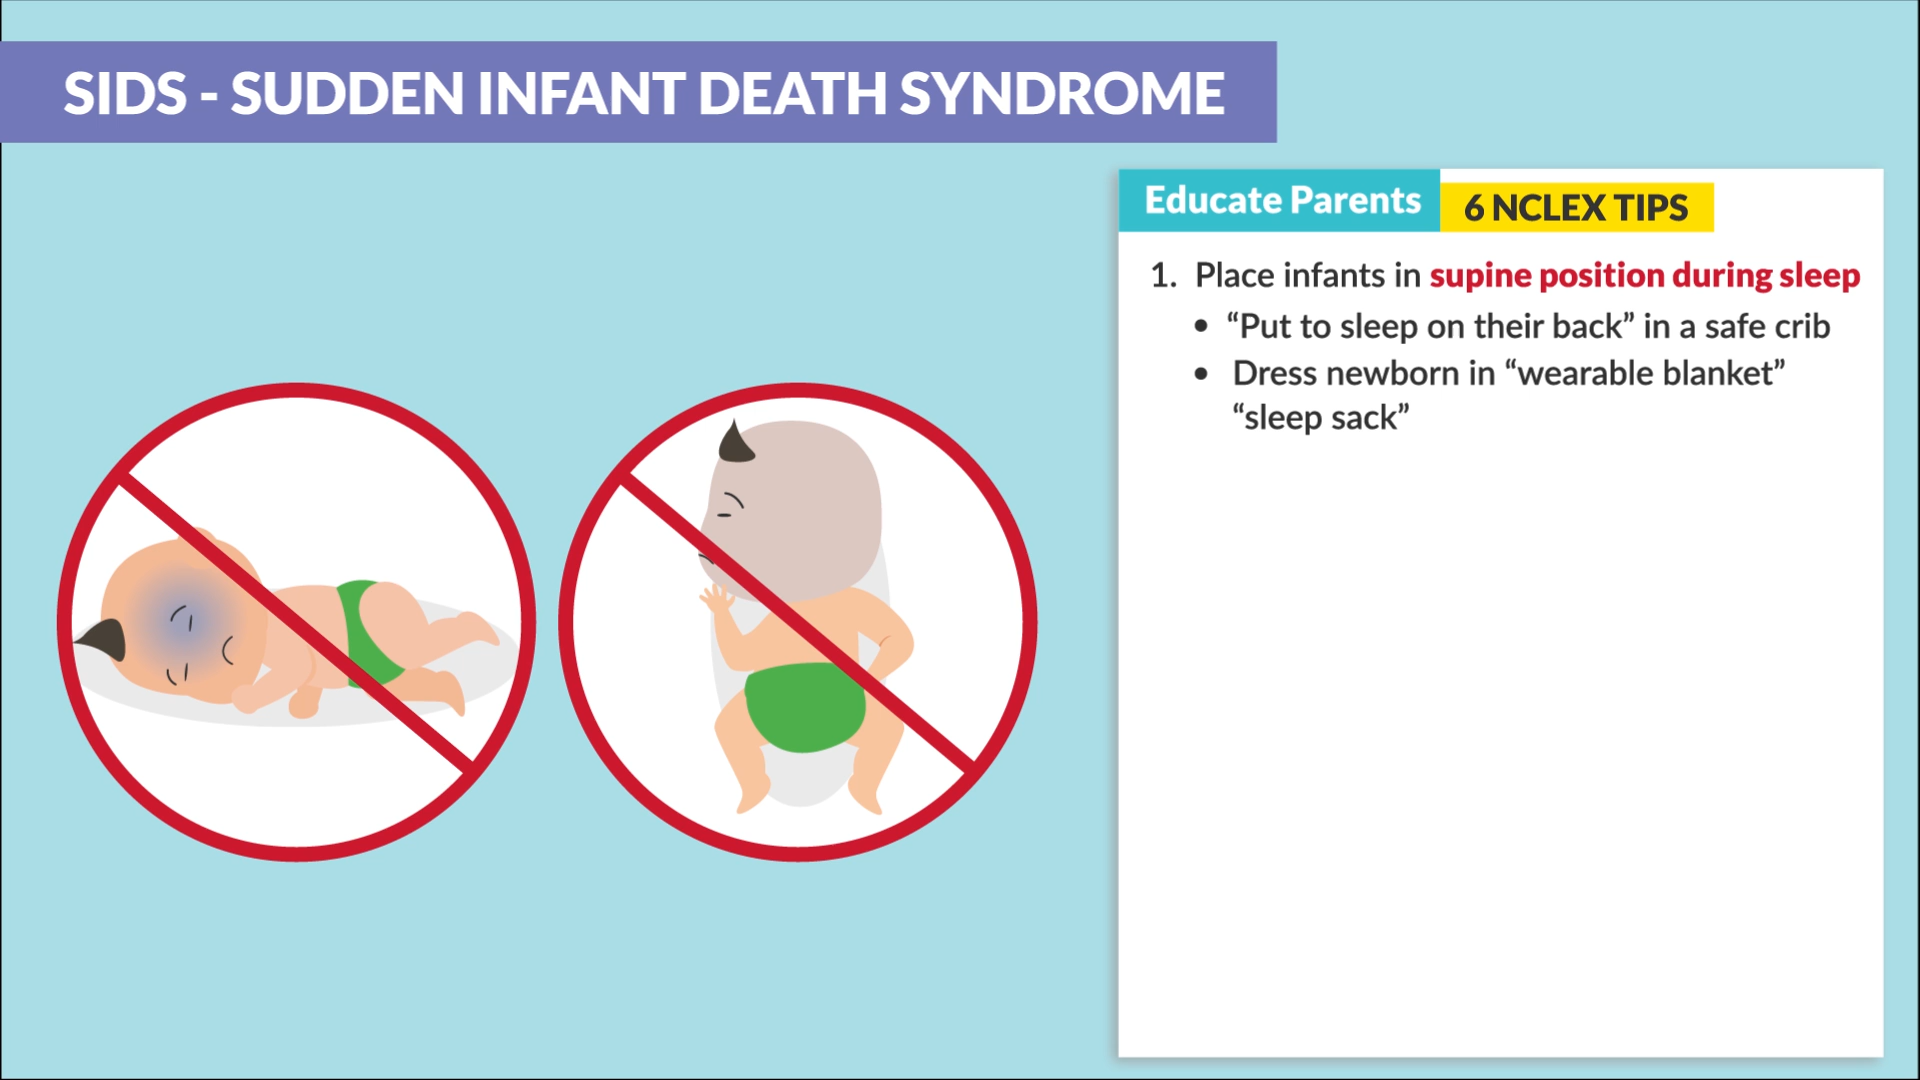 SIDS - SUDDEN INFANT DEATH SYNDROME
Educate Parents
6 NCLEX TIPS
1. Place infants in supine position during sleep
• “Put to sleep on their back” in a safe crib
• Dress newborn in “wearable blanket”
“sleep sack”